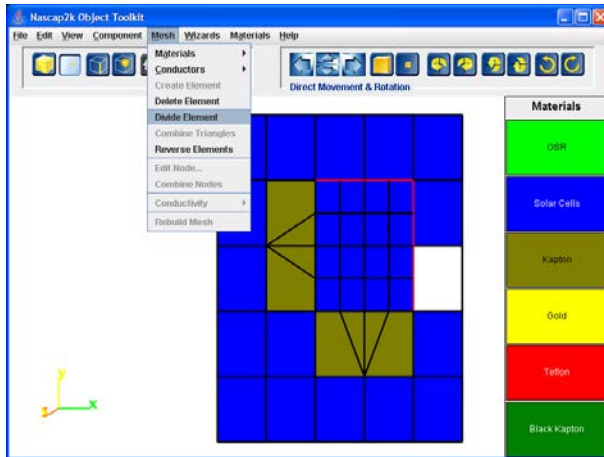 Nascap2k Object Toolkit
File Edit View Component Mesh Wizards Materials Help
Materials
Conductors
Create Element
Delete Element
Divide Element
Combine Triangles
Reverse Elements
Edit Node...
Combine Nodes
Conductivity
Rebuild Mesh
Direct Movement & Rotation
Materials
OSR
Solar Cells
Kapton
Gold
Teflon
Black Kapton
y
x